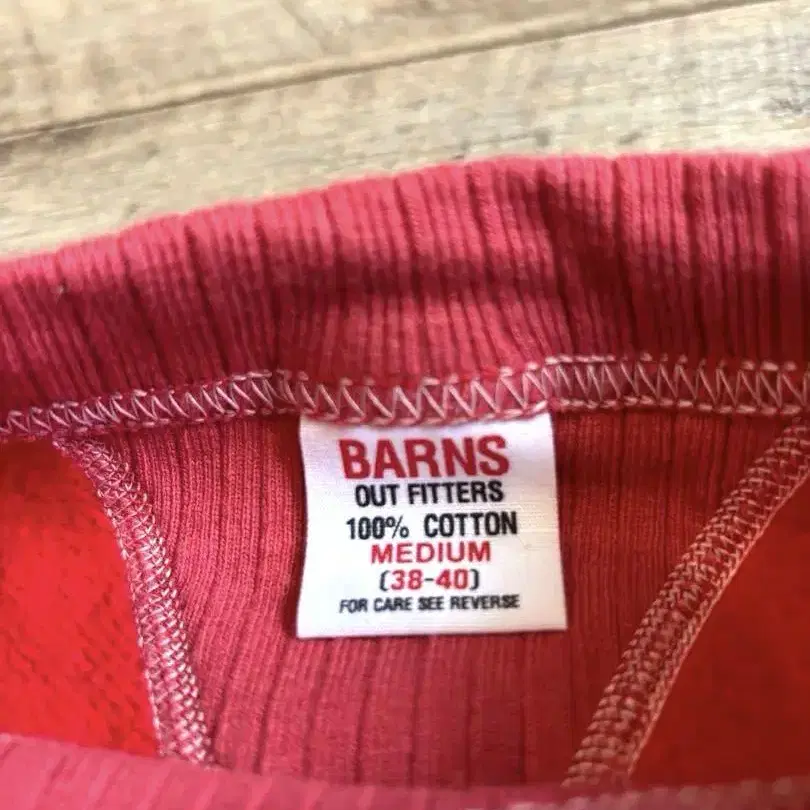 BARNS
OUT FITTERS
100% COTTON
MEDIUM
(38-40)
FOR CARE SEE REVERSE